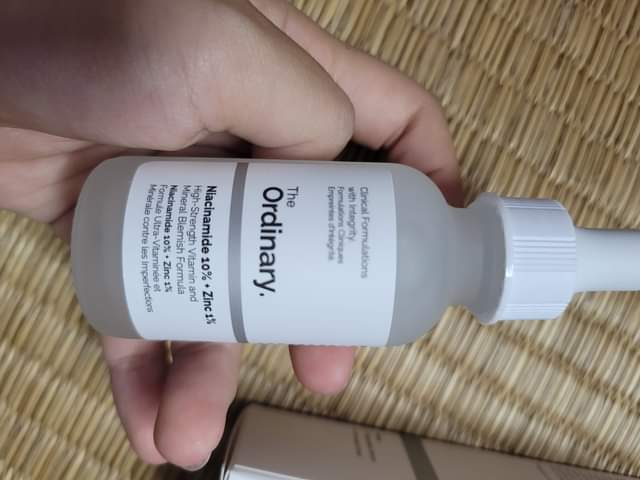 Clinical Formulations
with Integrity.
Formulations Cliniques
Empreintes d'intégrité.
The
Ordinary.
Niacinamide 10% + Zinc 1%
High-Strength Vitamin and
Mineral Blemish Formula
Niacinamide 10% + Zinc 1%
Formule Ultra-Vitaminée et
Minérale contre les Imperfections